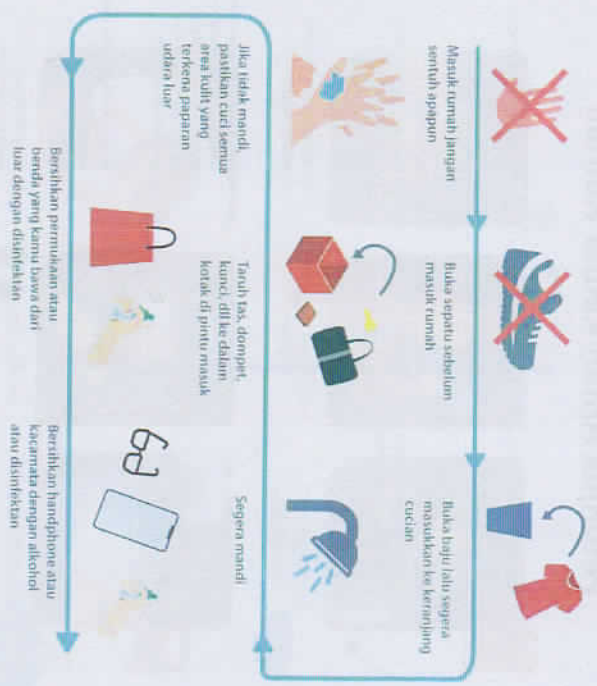 Masuk rumah jangan
sentuh apapun
Buka sepatu sebelum
masuk rumah
Buka baju lalu segera
masukkan ke keranjang
cucian
Jika tidak mandi,
pastikan cuci semua
area kulit yang
terkena paparan
udara luar
Taruh tas, dompet,
kunci, dll ke dalam
kotak di pintu masuk
Segera mandi
Bersihkan permukaan atau
benda yang kamu bawa dari
luar dengan disinfektan
Bersihkan handphone atau
kacamata dengan alkohol
atau disinfektan